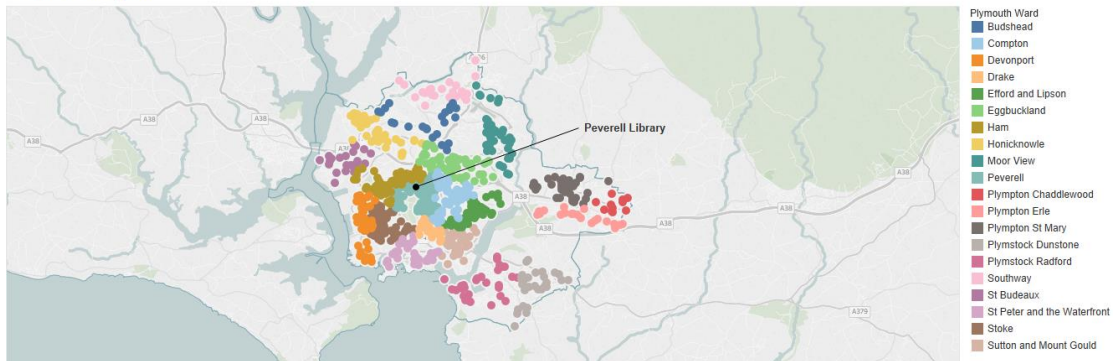 Plymouth Ward
Budshead
Compton
Devonport
Drake
Efford and Lipson
Eggbuckland
Ham
Honicknowle
Moor View
Peverell
Plympton Chaddlewood
Plympton Erle
Plympton St Mary
Plymstock Dunstone
Plymstock Radford
Southway
St Budeaux
St Peter and the Waterfront
Stoke
Sutton and Mount Gould
Peverell Library
A38
A38
A38
A38
A38
A38
A379